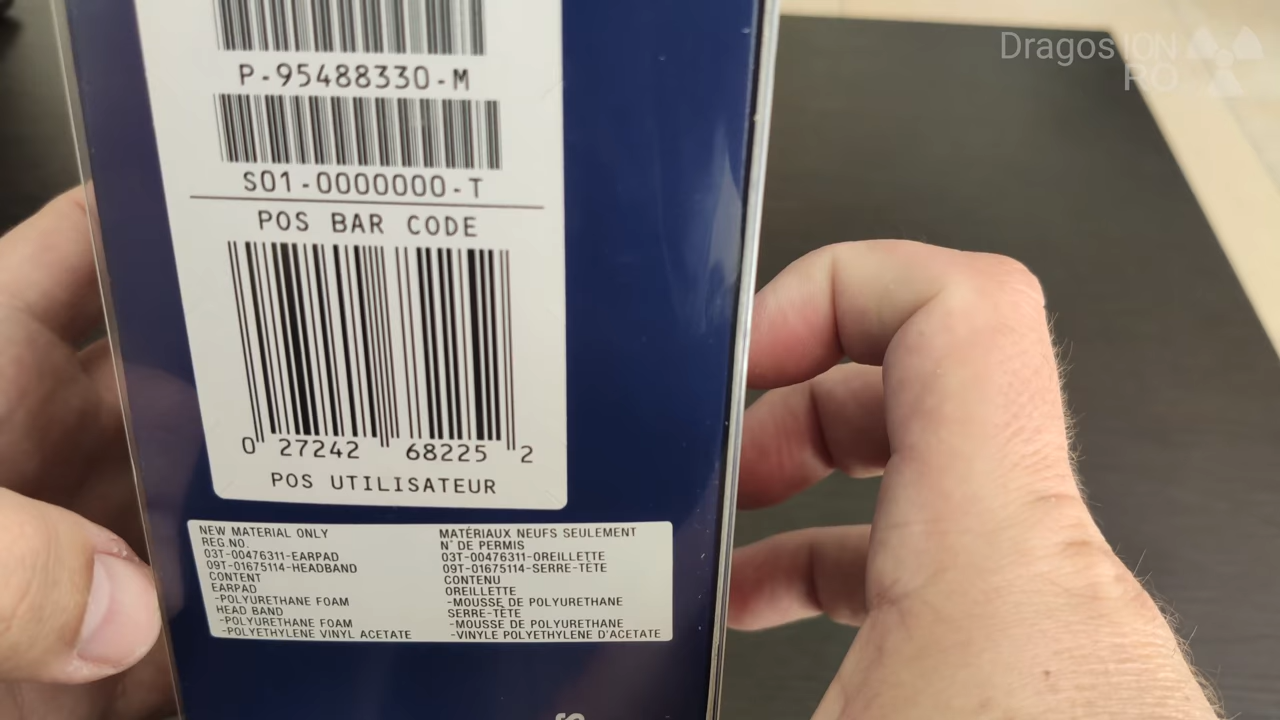 Dragos ION
RO
P-95488330-M
S01-0000000-T
POS BAR CODE
0 27242 68225 2
POS UTILISATEUR
NEW MATERIAL ONLY
REG.NO.
03T-00476311-EARPAD
09T-01675114-HEADBAND
CONTENT
EARPAD
-POLYURETHANE FOAM
HEAD BAND
-POLYURETHANE FOAM
-POLYETHYLENE VINYL ACETATE
MATÉRIAUX NEUFS SEULEMENT
N° DE PERMIS
03T-00476311-OREILLETTE
09T-01675114-SERRE-TÊTE
CONTENU
OREILLETTE
-MOUSSE DE POLYURETHANE
SERRE-TÊTE
-MOUSSE DE POLYURETHANE
-VINYLE POLYETHYLENE D'ACETATE